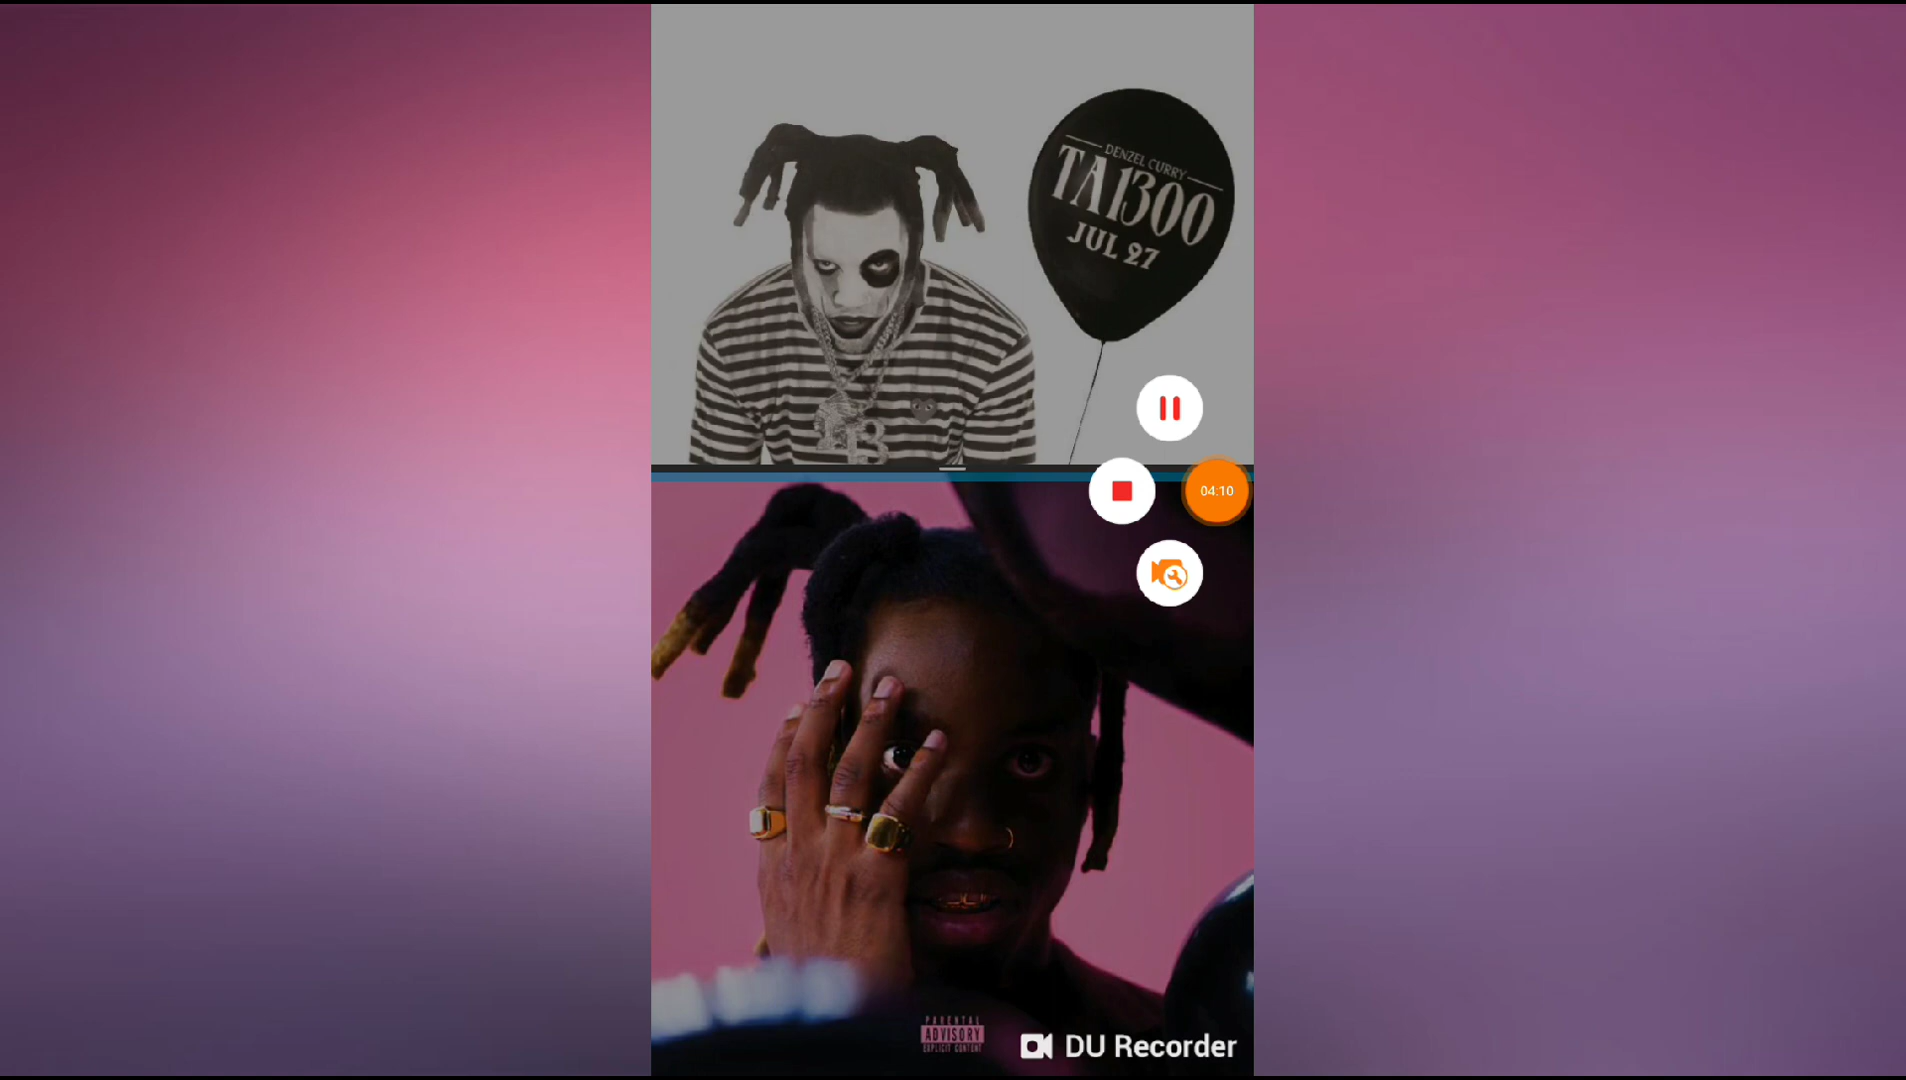 DENZEL CURRY
TA1300
JUL 27
04:10
PARENTAL
ADVISORY
EXPLICIT CONTENT
DU Recorder